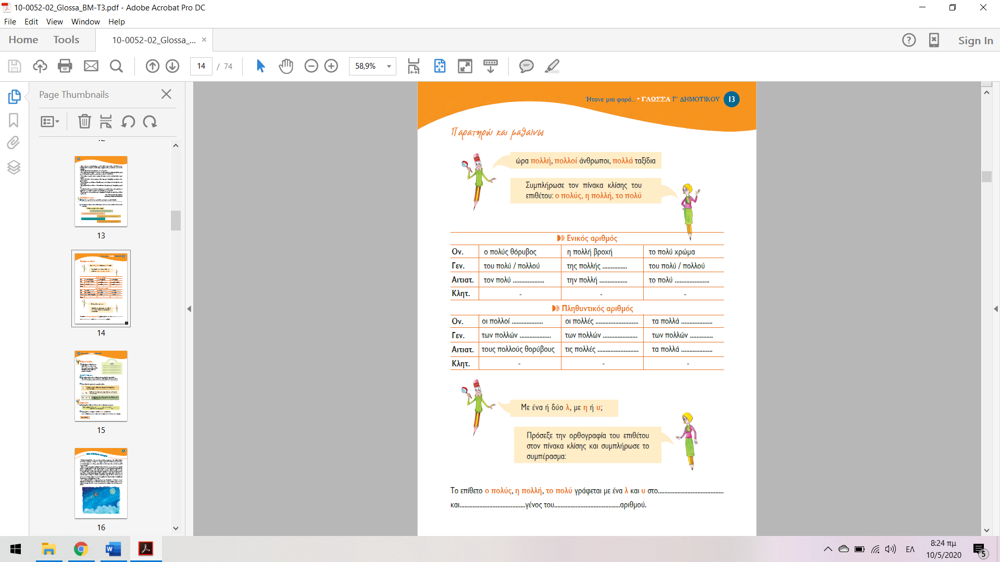 10-0052-02_Glossa_BM-T3.pdf - Adobe Acrobat Pro DC
File Edit View Window Help
Home Tools 10-0052-02_Glossa_... × Sign In
14 / 74 58,9%
Page Thumbnails
13
14
15
16
Ήτανε μια φορά... • ΓΛΩΣΣΑ Γ΄ ΔΗΜΟΤΙΚΟΥ 13
Παρατηρώ και μαθαίνω
ώρα πολλή, πολλοί άνθρωποι, πολλά ταξίδια
Συμπλήρωσε τον πίνακα κλίσης του
επιθέτου: ο πολύς, η πολλή, το πολύ
Ενικός αριθμός
Ον. ο πολύς θόρυβος η πολλή βροχή το πολύ χρώμα
Γεν. του πολύ / πολλού της πολλής ............... του πολύ / πολλού
Αιτιατ. τον πολύ ................... την πολλή ................. το πολύ .....................
Κλητ. - - -
Πληθυντικός αριθμός
Ον. οι πολλοί ................... οι πολλές .......................... τα πολλά ...................
Γεν. των πολλών ................... των πολλών ..................... των πολλών ..............
Αιτιατ. τους πολλούς θορύβους τις πολλές ......................... τα πολλά ...................
Κλητ. - - -
Με ένα ή δύο λ, με η ή υ;
Πρόσεξε την ορθογραφία του επιθέτου
στον πίνακα κλίσης και συμπλήρωσε το
συμπέρασμα:
Το επίθετο ο πολύς, η πολλή, το πολύ γράφεται με ένα λ και υ στο........................................
και........................................γένος του........................................αριθμού.
ΕΛ 8:24 πμ
10/5/2020 5